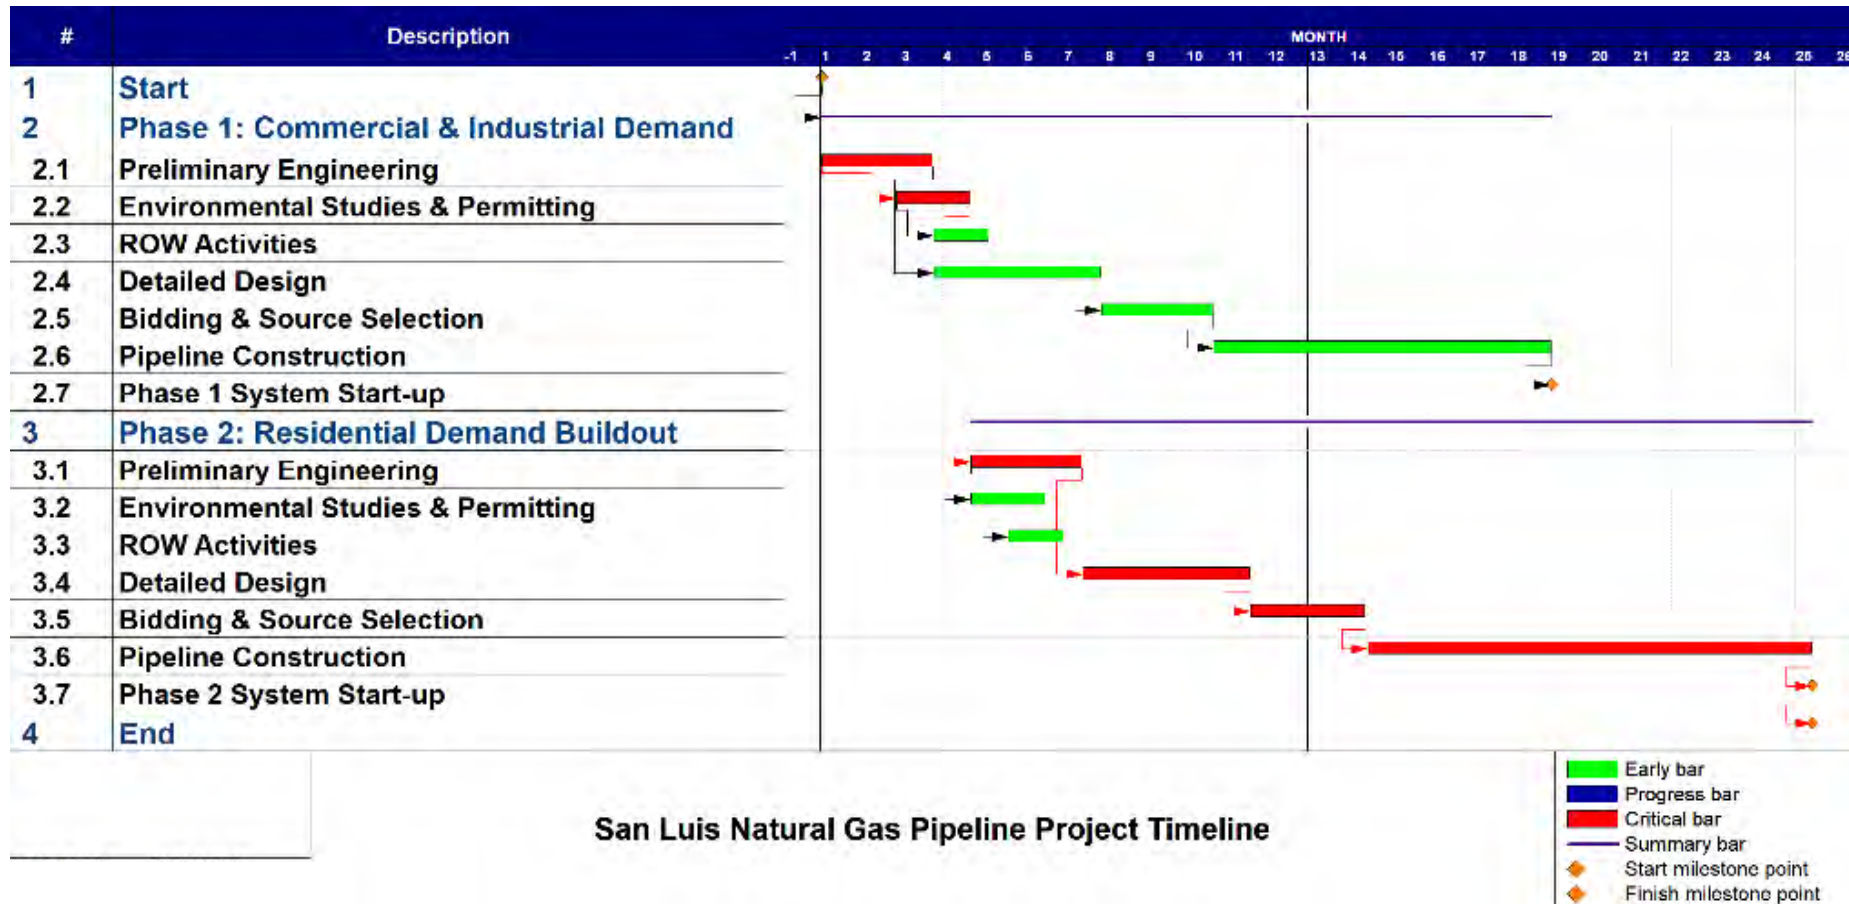 # Description MONTH
-1 1 2 3 4 5 6 7 8 9 10 11 12 13 14 15 16 17 18 19 20 21 22 23 24 25 26
1 Start
2 Phase 1: Commercial & Industrial Demand
2.1 Preliminary Engineering
2.2 Environmental Studies & Permitting
2.3 ROW Activities
2.4 Detailed Design
2.5 Bidding & Source Selection
2.6 Pipeline Construction
2.7 Phase 1 System Start-up
3 Phase 2: Residential Demand Buildout
3.1 Preliminary Engineering
3.2 Environmental Studies & Permitting
3.3 ROW Activities
3.4 Detailed Design
3.5 Bidding & Source Selection
3.6 Pipeline Construction
3.7 Phase 2 System Start-up
4 End
San Luis Natural Gas Pipeline Project Timeline
Early bar
Progress bar
Critical bar
Summary bar
Start milestone point
Finish milestone point